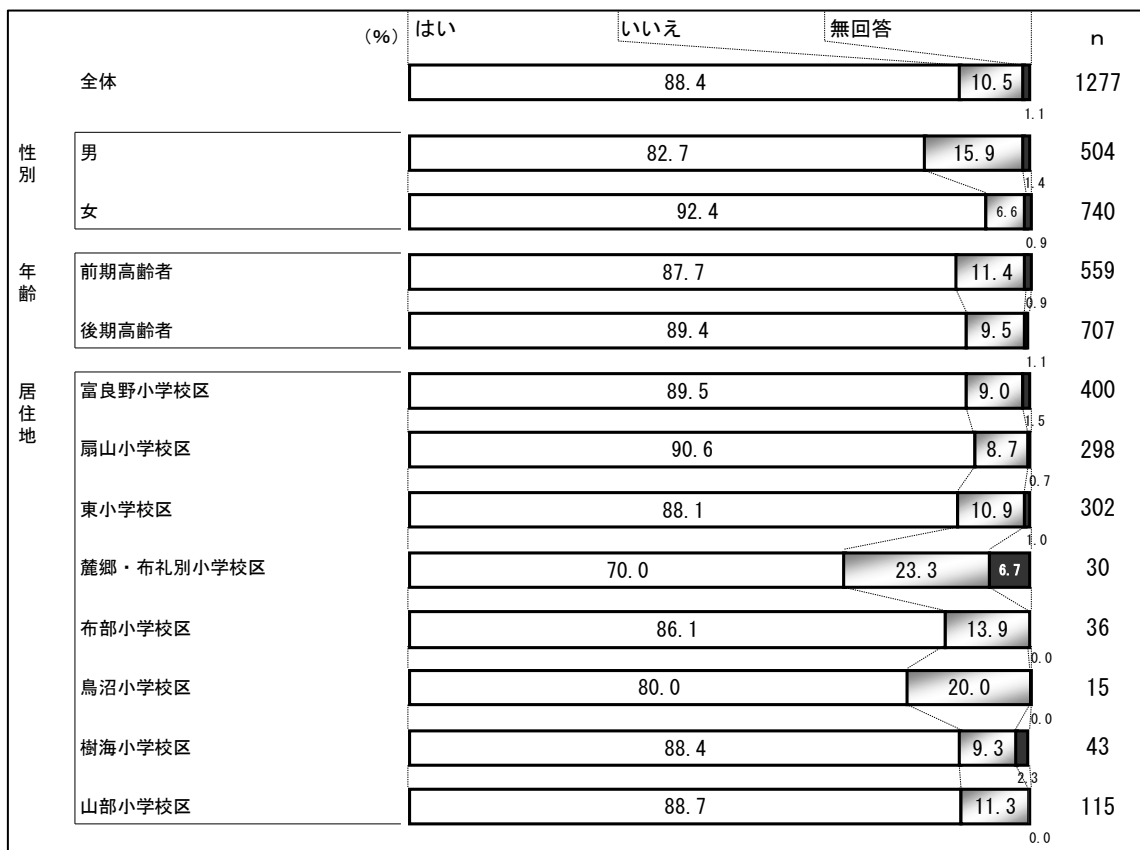 (%) はい いいえ 無回答 n
全体 88.4 10.5 1.1 1277
性別
男 82.7 15.9 1.4 504
女 92.4 6.6 0.9 740
年齢
前期高齢者 87.7 11.4 0.9 559
後期高齢者 89.4 9.5 1.1 707
居住地
富良野小学校区 89.5 9.0 1.5 400
扇山小学校区 90.6 8.7 0.7 298
東小学校区 88.1 10.9 1.0 302
麓郷・布礼別小学校区 70.0 23.3 6.7 30
布部小学校区 86.1 13.9 0.0 36
鳥沼小学校区 80.0 20.0 0.0 15
樹海小学校区 88.4 9.3 2.3 43
山部小学校区 88.7 11.3 0.0 115